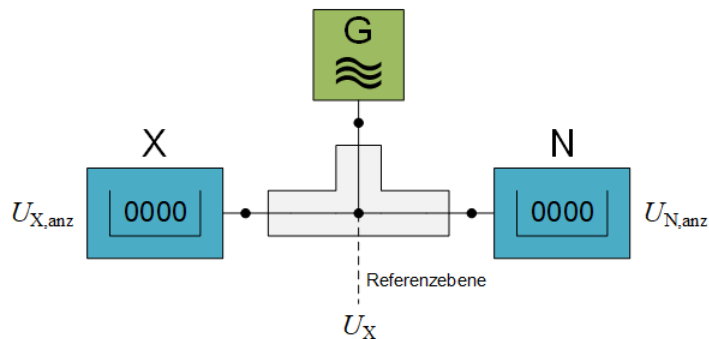 G
X
N
U_X,anz
0000
0000
U_N,anz
Referenzebene
U_X